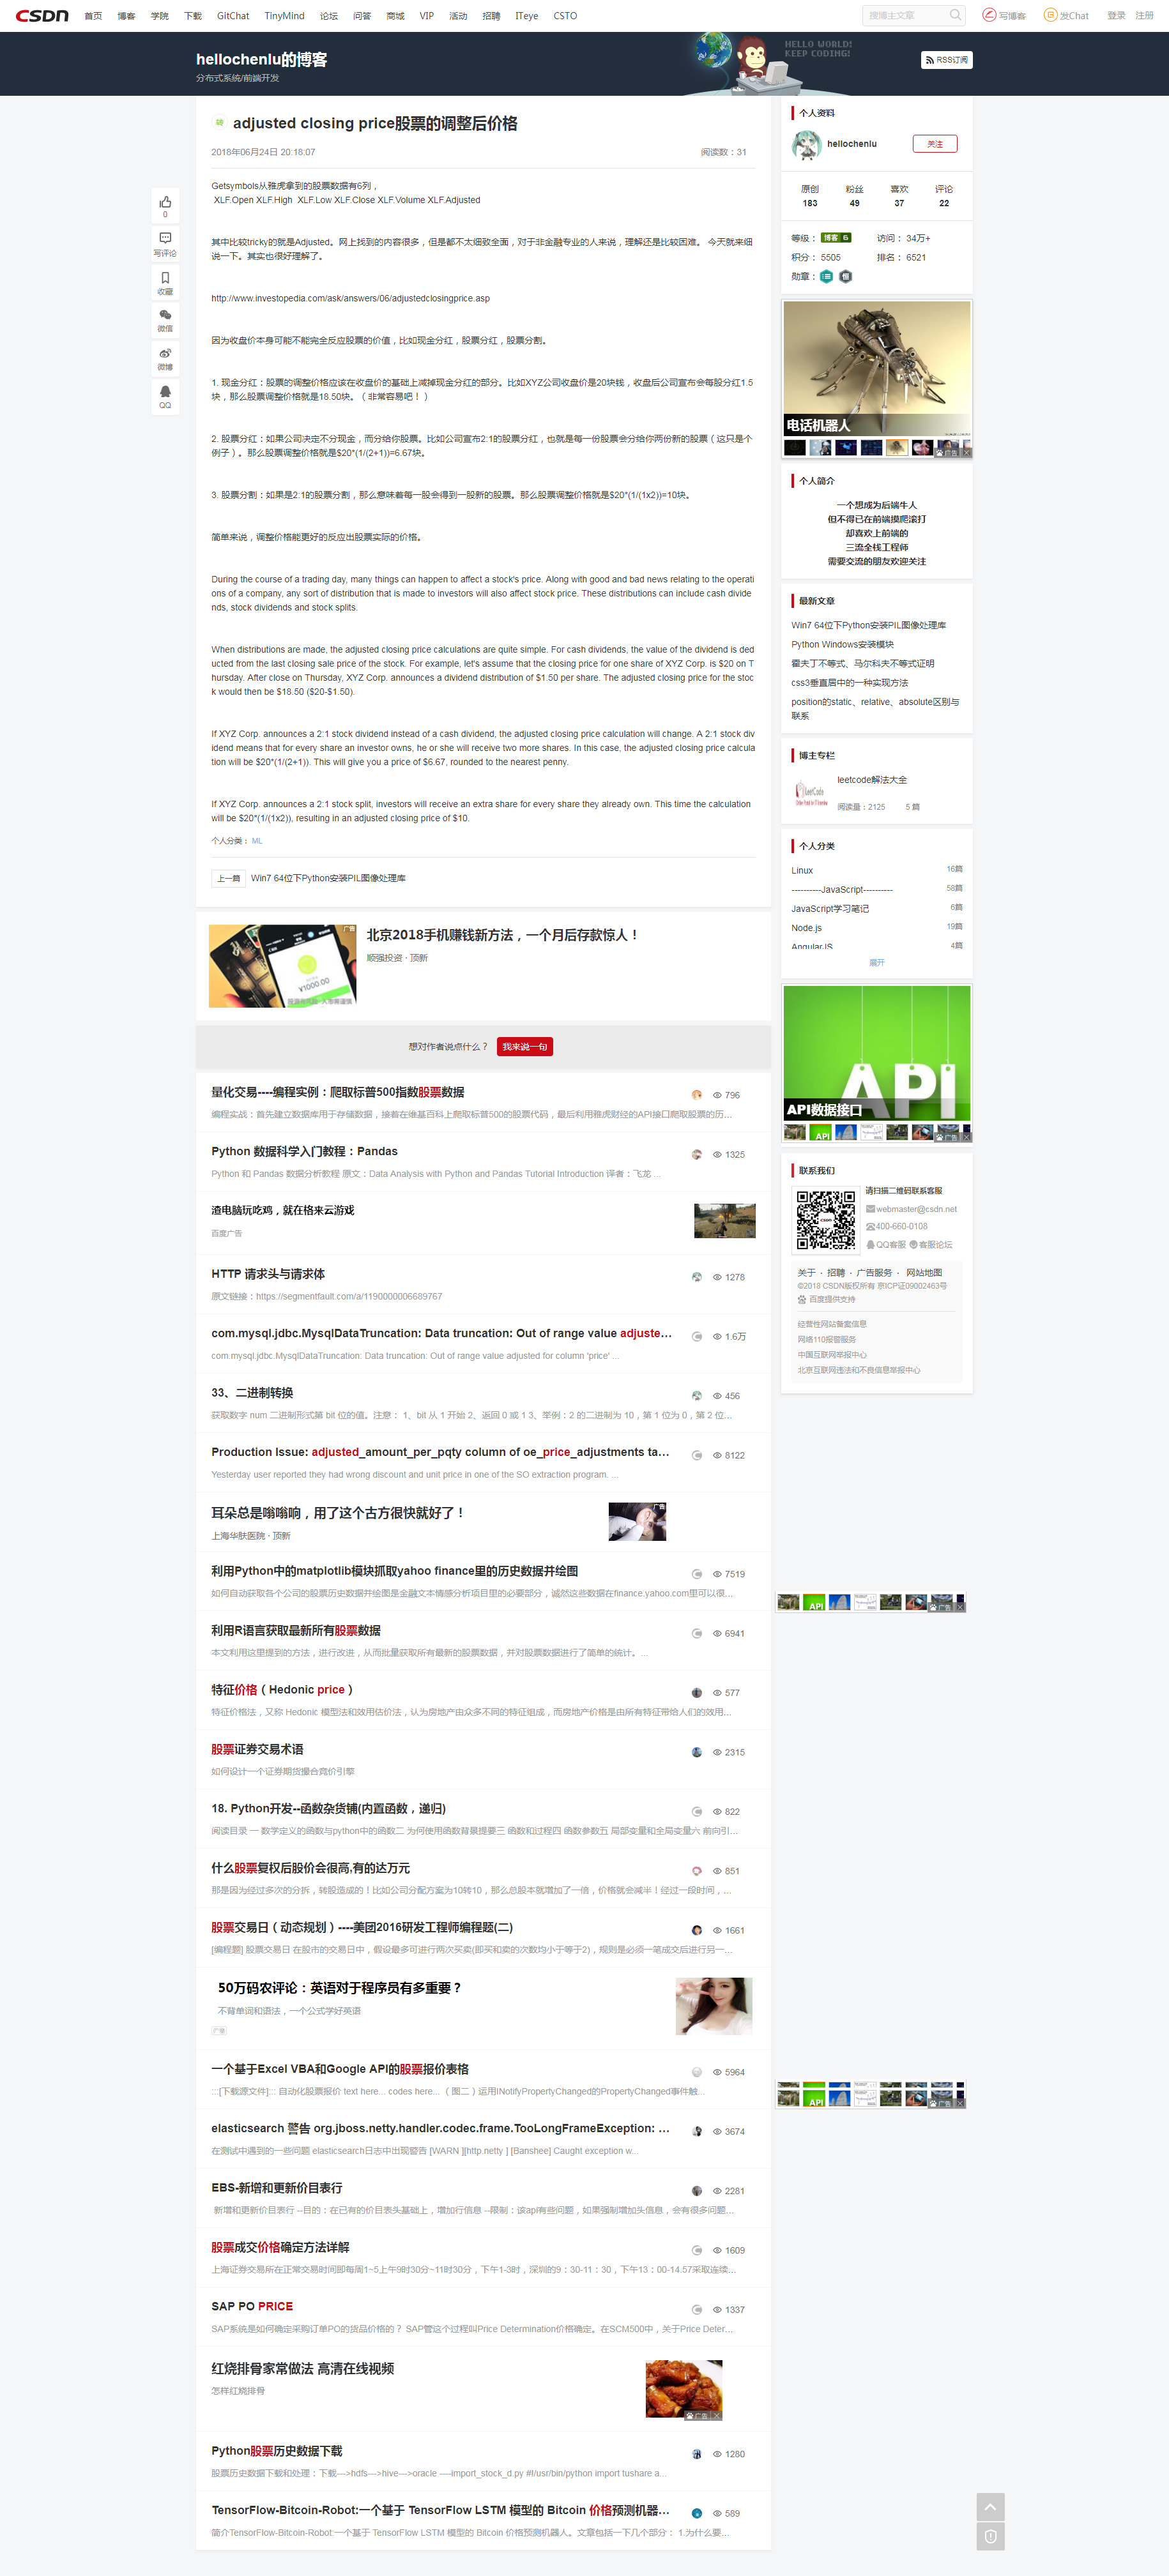 CSDN 首页 博客 学院 下载 GitChat TinyMind 论坛 问答 商城 VIP 活动 招聘 ITeye CSTO 搜博主文章 写博客 发Chat 登录 注册
hellochenlu的博客
分布式系统/前端开发
HELLO WORLD!
KEEP CODING!
RSS订阅
转 adjusted closing price股票的调整后价格
2018年06月24日 20:18:07 阅读数：31
Getsymbols从雅虎拿到的股票数据有6列，
XLF.Open XLF.High XLF.Low XLF.Close XLF.Volume XLF.Adjusted
其中比较tricky的就是Adjusted。网上找到的内容很多，但是都不太细致全面，对于非金融专业的人来说，理解还是比较困难。 今天就来细
说一下。其实也很好理解了。
http://www.investopedia.com/ask/answers/06/adjustedclosingprice.asp
因为收盘价本身可能不能完全反应股票的价值，比如现金分红，股票分红，股票分割。
1. 现金分红：股票的调整价格应该在收盘价的基础上减掉现金分红的部分。比如XYZ公司收盘价是20块钱，收盘后公司宣布会每股分红1.5
块，那么股票调整价格就是18.50块。（非常容易吧！）
2. 股票分红：如果公司决定不分现金，而分给你股票。比如公司宣布2:1的股票分红，也就是每一份股票会分给你两份新的股票（这只是个
例子）。那么股票调整价格就是$20*(1/(2+1))=6.67块。
3. 股票分割：如果是2:1的股票分割，那么意味着每一股会得到一股新的股票。那么股票调整价格就是$20*(1/(1x2))=10块。
简单来说，调整价格能更好的反应出股票实际的价格。
During the course of a trading day, many things can happen to affect a stock's price. Along with good and bad news relating to the operati
ons of a company, any sort of distribution that is made to investors will also affect stock price. These distributions can include cash divide
nds, stock dividends and stock splits.
When distributions are made, the adjusted closing price calculations are quite simple. For cash dividends, the value of the dividend is ded
ucted from the last closing sale price of the stock. For example, let's assume that the closing price for one share of XYZ Corp. is $20 on T
hursday. After close on Thursday, XYZ Corp. announces a dividend distribution of $1.50 per share. The adjusted closing price for the stoc
k would then be $18.50 ($20-$1.50).
If XYZ Corp. announces a 2:1 stock dividend instead of a cash dividend, the adjusted closing price calculation will change. A 2:1 stock div
idend means that for every share an investor owns, he or she will receive two more shares. In this case, the adjusted closing price calcula
tion will be $20*(1/(2+1)). This will give you a price of $6.67, rounded to the nearest penny.
If XYZ Corp. announces a 2:1 stock split, investors will receive an extra share for every share they already own. This time the calculation
will be $20*(1/(1x2)), resulting in an adjusted closing price of $10.
个人分类： ML
上一篇 Win7 64位下Python安装PIL图像处理库
0
写评论
收藏
微信
微博
QQ
广告
¥1000.00
北京2018手机赚钱新方法，一个月后存款惊人！
顺强投资 · 顶新
想对作者说点什么？ 我来说一句
量化交易----编程实例：爬取标普500指数股票数据 796
编程实战：首先建立数据库用于存储数据，接着在维基百科上爬取标普500的股票代码，最后利用雅虎财经的API接口爬取股票的历...
Python 数据科学入门教程：Pandas 1325
Python 和 Pandas 数据分析教程 原文：Data Analysis with Python and Pandas Tutorial Introduction 译者：飞龙 ...
渣电脑玩吃鸡，就在格来云游戏
百度广告
HTTP 请求头与请求体 1278
原文链接：https://segmentfault.com/a/1190000006689767
com.mysql.jdbc.MysqlDataTruncation: Data truncation: Out of range value adjuste... 1.6万
com.mysql.jdbc.MysqlDataTruncation: Data truncation: Out of range value adjusted for column 'price' ...
33、二进制转换 456
获取数字 num 二进制形式第 bit 位的值。注意： 1、bit 从 1 开始 2、返回 0 或 1 3、举例：2 的二进制为 10，第 1 位为 0，第 2 位...
Production Issue: adjusted_amount_per_pqty column of oe_price_adjustments ta... 8122
Yesterday user reported they had wrong discount and unit price in one of the SO extraction program. ...
耳朵总是嗡嗡响，用了这个古方很快就好了！
上海华肤医院 · 顶新
广告
利用Python中的matplotlib模块抓取yahoo finance里的历史数据并绘图 7519
如何自动获取各个公司的股票历史数据并绘图是金融文本情感分析项目里的必要部分，诚然这些数据在finance.yahoo.com里可以很...
利用R语言获取最新所有股票数据 6941
本文利用这里提到的方法，进行改进，从而批量获取所有最新的股票数据，并对股票数据进行了简单的统计。...
特征价格（Hedonic price） 577
特征价格法，又称 Hedonic 模型法和效用估价法，认为房地产由众多不同的特征组成，而房地产价格是由所有特征带给人们的效用...
股票证券交易术语 2315
如何设计一个证券期货撮合竞价引擎
18. Python开发--函数杂货铺(内置函数，递归) 822
阅读目录 一 数学定义的函数与python中的函数二 为何使用函数背景提要三 函数和过程四 函数参数五 局部变量和全局变量六 前向引...
什么股票复权后股价会很高,有的达万元 851
那是因为经过多次的分拆，转股造成的！比如公司分配方案为10转10，那么总股本就增加了一倍，价格就会减半！经过一段时间，...
股票交易日（动态规划）----美团2016研发工程师编程题(二) 1661
[编程题] 股票交易日 在股市的交易日中，假设最多可进行两次买卖(即买和卖的次数均小于等于2)，规则是必须一笔成交后进行另一...
50万码农评论：英语对于程序员有多重要？
不背单词和语法，一个公式学好英语
广告
一个基于Excel VBA和Google API的股票报价表格 5964
:::[下载源文件]::: 自动化股票报价 text here... codes here... （图二）运用INotifyPropertyChanged的PropertyChanged事件触...
elasticsearch 警告 org.jboss.netty.handler.codec.frame.TooLongFrameException: ... 3674
在测试中遇到的一些问题 elasticsearch日志中出现警告 [WARN ][http.netty ] [Banshee] Caught exception w...
EBS-新增和更新价目表行 2281
新增和更新价目表行 --目的：在已有的价目表头基础上，增加行信息 --限制：该api有些问题，如果强制增加头信息，会有很多问题...
股票成交价格确定方法详解 1609
上海证券交易所在正常交易时间即每周1~5上午9时30分~11时30分，下午1-3时，深圳的9：30-11：30，下午13：00-14.57采取连续...
SAP PO PRICE 1337
SAP系统是如何确定采购订单PO的货品价格的？ SAP管这个过程叫Price Determination价格确定。在SCM500中，关于Price Deter...
红烧排骨家常做法 高清在线视频
怎样红烧排骨
广告
Python股票历史数据下载 1280
股票历史数据下载和处理：下载--->hdfs--->hive--->oracle ----import_stock_d.py #!/usr/bin/python import tushare a...
TensorFlow-Bitcoin-Robot:一个基于 TensorFlow LSTM 模型的 Bitcoin 价格预测机器... 589
简介TensorFlow-Bitcoin-Robot:一个基于 TensorFlow LSTM 模型的 Bitcoin 价格预测机器人。文章包括一下几个部分： 1.为什么要...
个人资料
hellochenlu 关注
原创 粉丝 喜欢 评论
183 49 37 22
等级： 博客 6 访问： 34万+
积分： 5505 排名： 6521
勋章： 恒
电话机器人
广告
个人简介
一个想成为后端牛人
但不得已在前端摸爬滚打
却喜欢上前端的
三流全栈工程师
需要交流的朋友欢迎关注
最新文章
Win7 64位下Python安装PIL图像处理库
Python Windows安装模块
霍夫丁不等式、马尔科夫不等式证明
css3垂直居中的一种实现方法
position的static、relative、absolute区别与
联系
博主专栏
LeetCode
leetcode解法大全
阅读量：2125 5 篇
个人分类
Linux 16篇
----------JavaScript---------- 58篇
JavaScript学习笔记 6篇
Node.js 19篇
AngularJS 4篇
展开
API
API数据接口
API 广告
联系我们
请扫描二维码联系客服
webmaster@csdn.net
400-660-0108
QQ客服 客服论坛
关于 · 招聘 · 广告服务 · 网站地图
©2018 CSDN版权所有 京ICP证09002463号
百度提供支持
经营性网站备案信息
网络110报警服务
中国互联网举报中心
北京互联网违法和不良信息举报中心
API 广告
API 广告